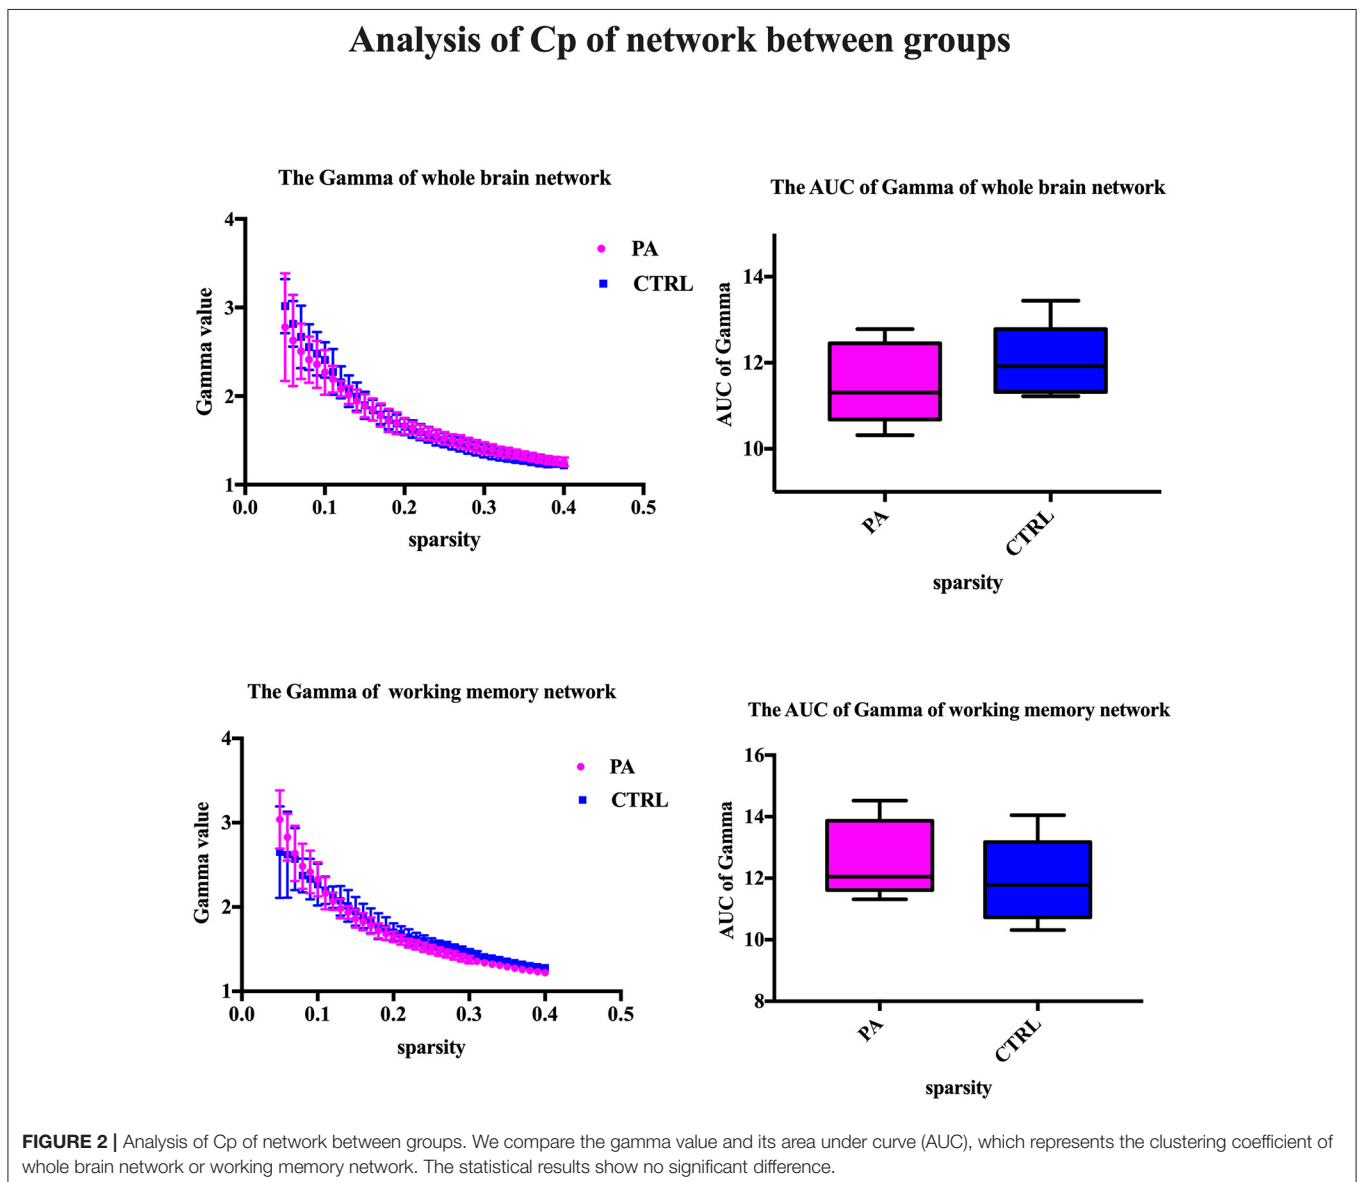 Analysis of Cp of network between groups
The Gamma of whole brain network
4
3
2
1
Gamma value
0.0
0.1
0.2
0.3
0.4
0.5
sparsity
PA
CTRL
The AUC of Gamma of whole brain network
14
12
10
AUC of Gamma
PA
CTRL
sparsity
The Gamma of working memory network
4
3
2
1
Gamma value
0.0
0.1
0.2
0.3
0.4
0.5
sparsity
PA
CTRL
The AUC of Gamma of working memory network
16
14
12
10
8
AUC of Gamma
PA
CTRL
sparsity
FIGURE 2 | Analysis of Cp of network between groups. We compare the gamma value and its area under curve (AUC), which represents the clustering coefficient of
whole brain network or working memory network. The statistical results show no significant difference.